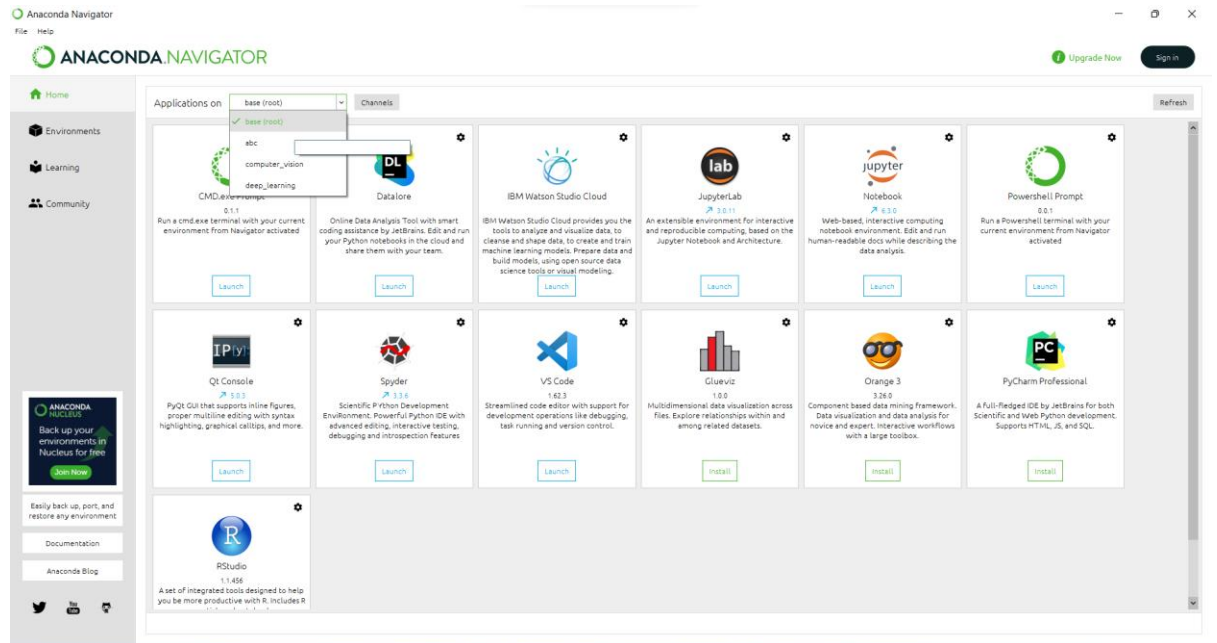 Anaconda Navigator
File Help
ANACONDA.NAVIGATOR
Upgrade Now
Sign in
Home
Environments
Learning
Community
Applications on
base (root)
Channels
Refresh
base (root)
abc
computer_vision
deep_learning
CMD.exe Prompt
0.1.1
Run a cmd.exe terminal with your current
environment from Navigator activated
Launch
DL
Datalore
Online Data Analysis Tool with smart
coding assistance by JetBrains. Edit and run
your Python notebooks in the cloud and
share them with your team.
Launch
IBM Watson Studio Cloud
IBM Watson Studio Cloud provides you the
tools to analyze and visualize data, to
cleanse and shape data, to create and train
machine learning models. Prepare data and
build models, using open source data
science tools or visual modeling.
Launch
lab
JupyterLab
3.0.11
An extensible environment for interactive
and reproducible computing, based on the
Jupyter Notebook and Architecture.
Launch
jupyter
Notebook
6.3.0
Web-based, interactive computing
notebook environment. Edit and run
human-readable docs while describing the
data analysis.
Launch
Powershell Prompt
0.0.1
Run a Powershell terminal with your
current environment from Navigator
activated
Launch
IP[y]:
Qt Console
5.0.3
PyQt GUI that supports inline figures,
proper multiline editing with syntax
highlighting, graphical calltips, and more.
Launch
Spyder
3.3.6
Scientific PYthon Development
EnviRonment. Powerful Python IDE with
advanced editing, interactive testing,
debugging and introspection features
Launch
VS Code
1.62.3
Streamlined code editor with support for
development operations like debugging,
task running and version control.
Launch
Glueviz
1.0.0
Multidimensional data visualization across
files. Explore relationships within and
among related datasets.
Install
Orange 3
3.26.0
Component based data mining framework.
Data visualization and data analysis for
novice and expert. Interactive workflows
with a large toolbox.
Install
PC
PyCharm Professional
A full-fledged IDE by JetBrains for both
Scientific and Web Python development.
Supports HTML, JS, and SQL.
Install
R
RStudio
1.1.456
A set of integrated tools designed to help
you be more productive with R. Includes R
ANACONDA
NUCLEUS
Back up your
environments in
Nucleus for free
Join Now
Easily back up, port, and
restore any environment
Documentation
Anaconda Blog
You
Tube